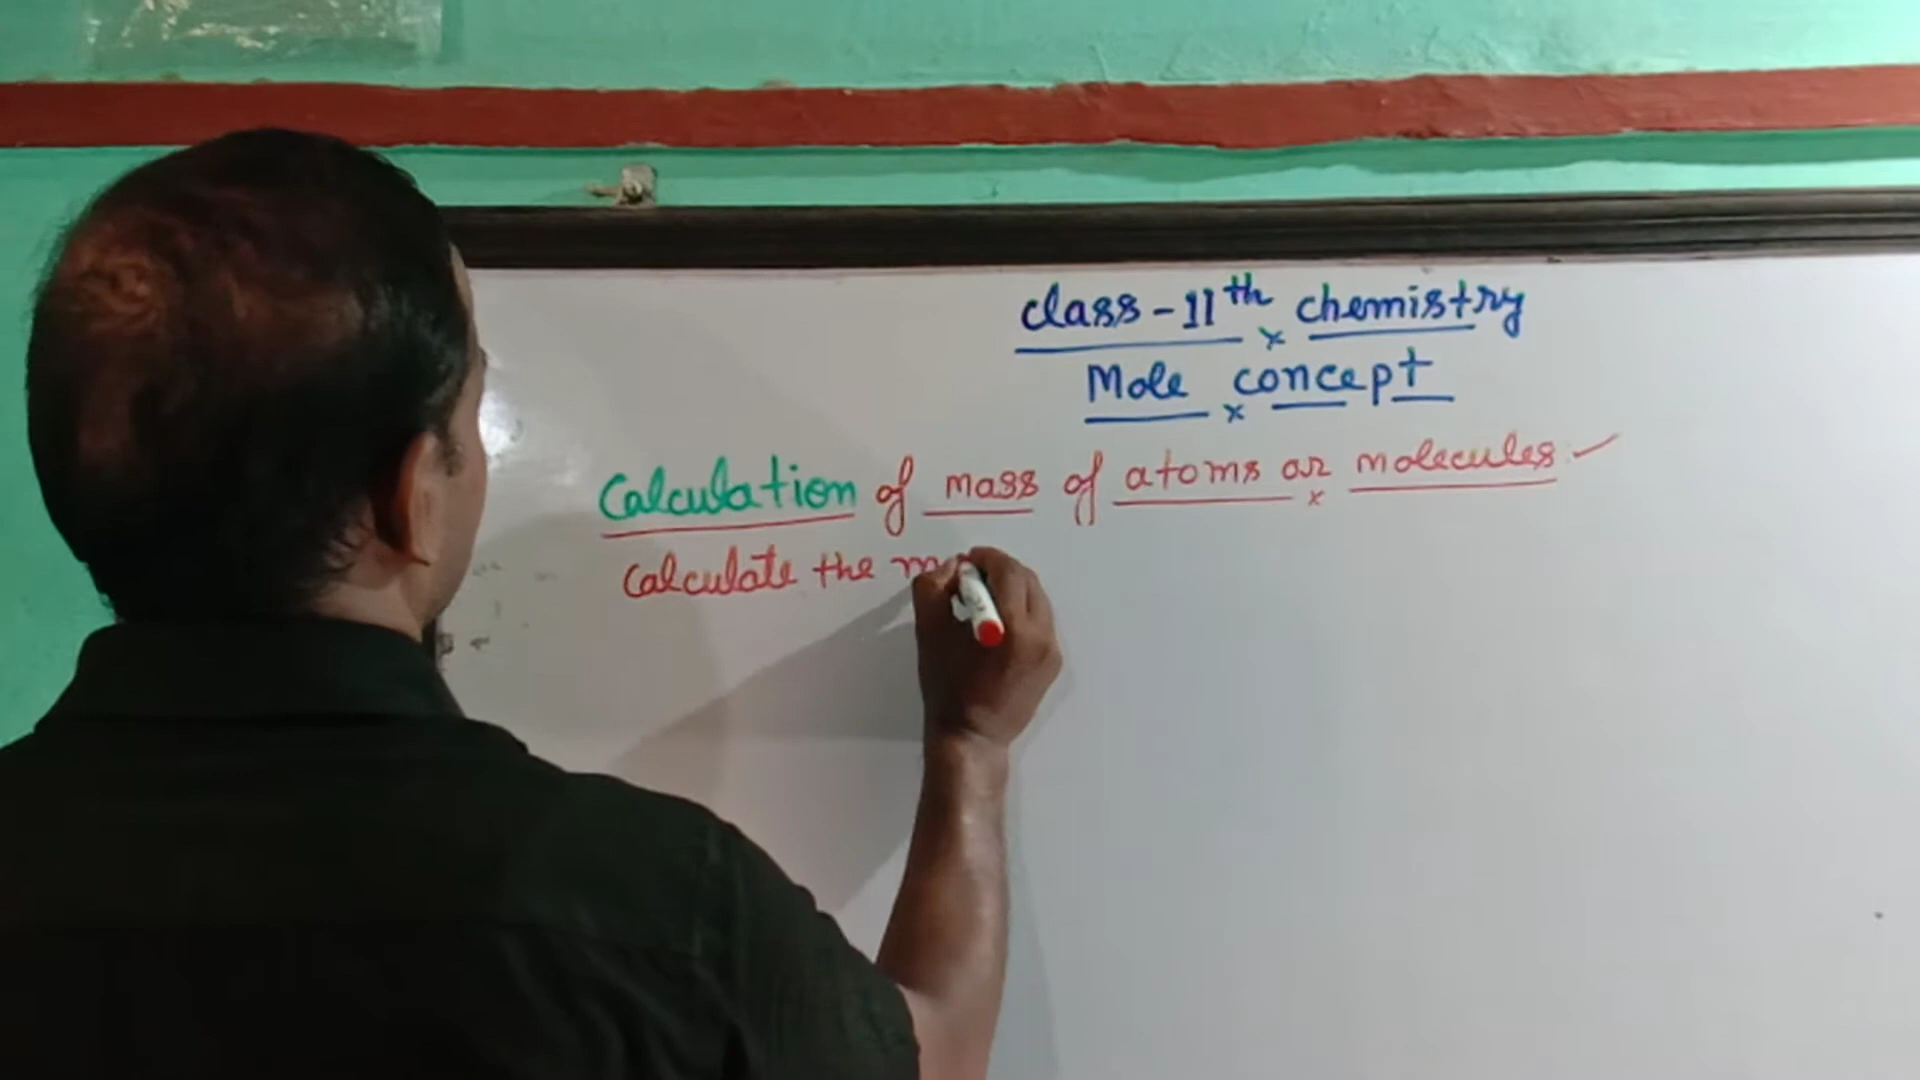 class-11th chemistry
Mole concept
Calculation of mass of atoms or molecules:
Calculate the